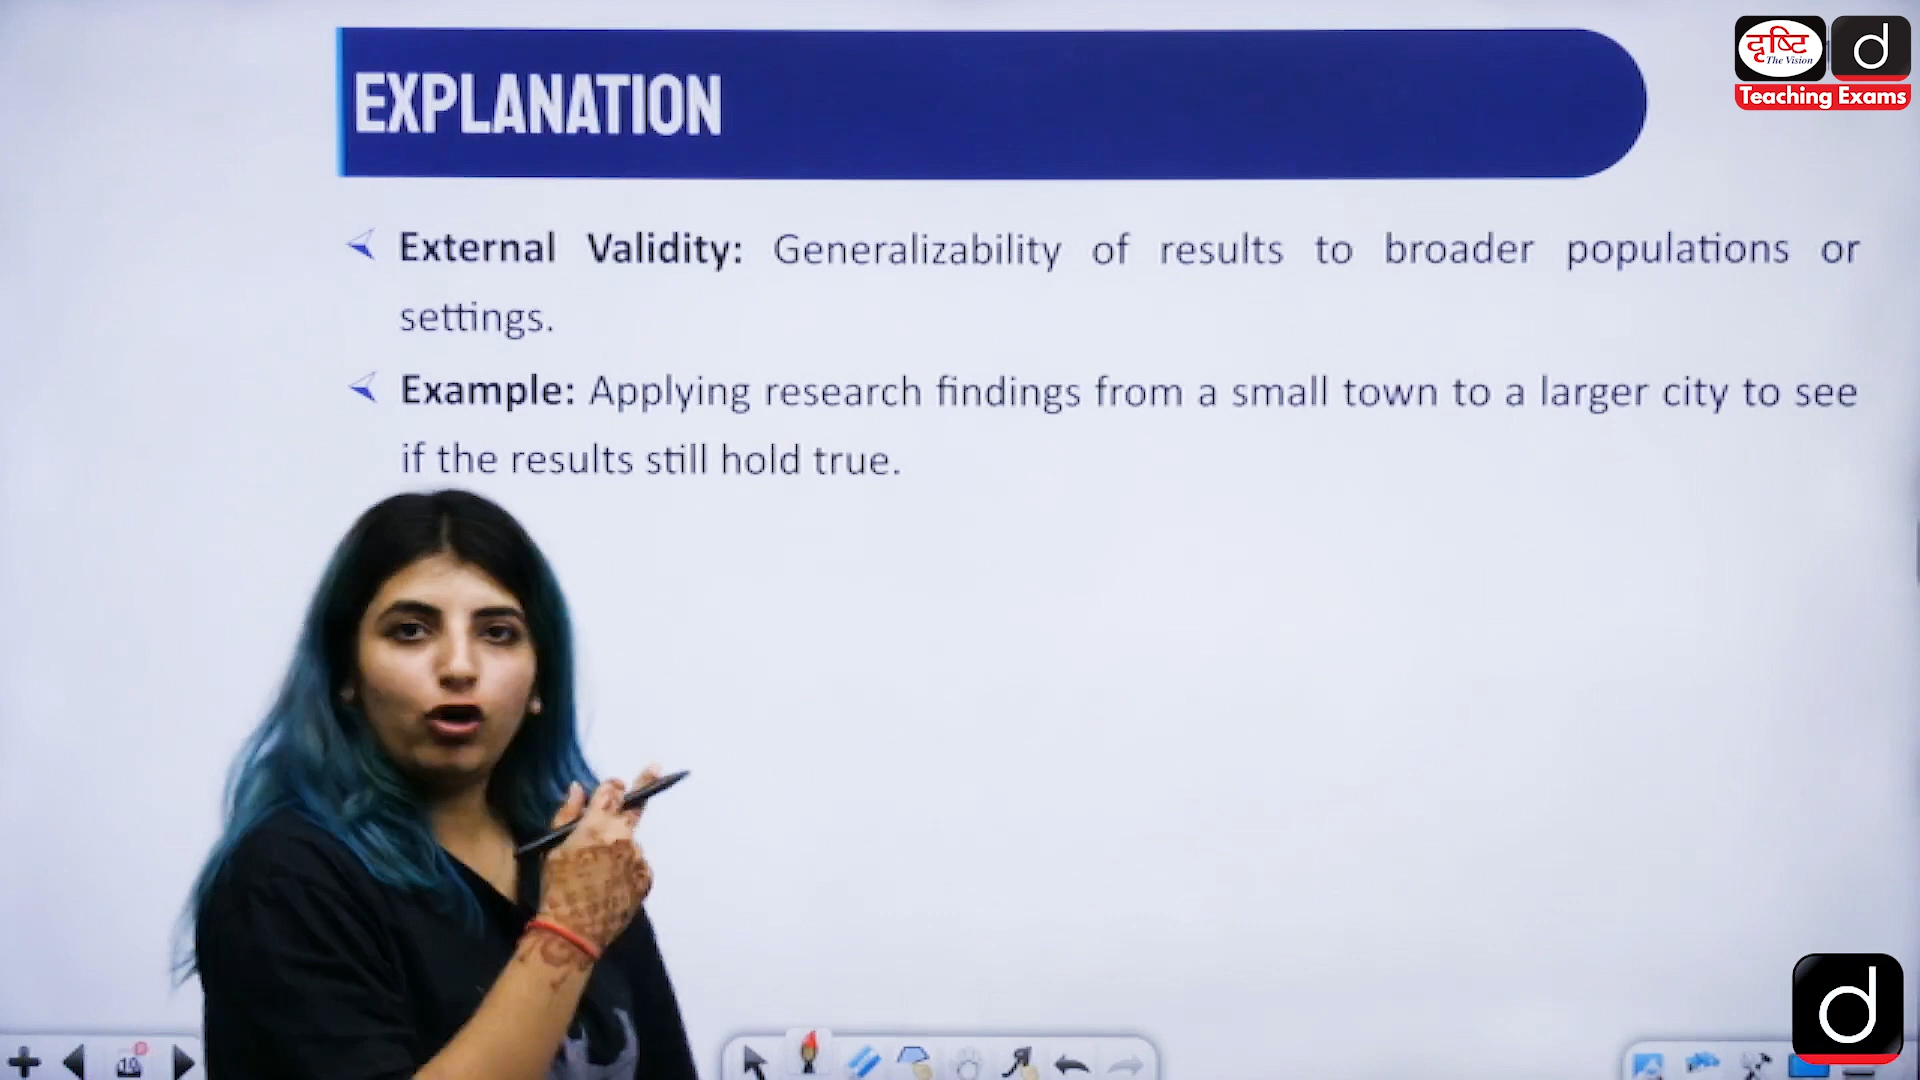 दृष्टि
The Vision
d
Teaching Exams
EXPLANATION
External Validity: Generalizability of results to broader populations or
settings.
Example: Applying research findings from a small town to a larger city to see
if the results still hold true.
19
d